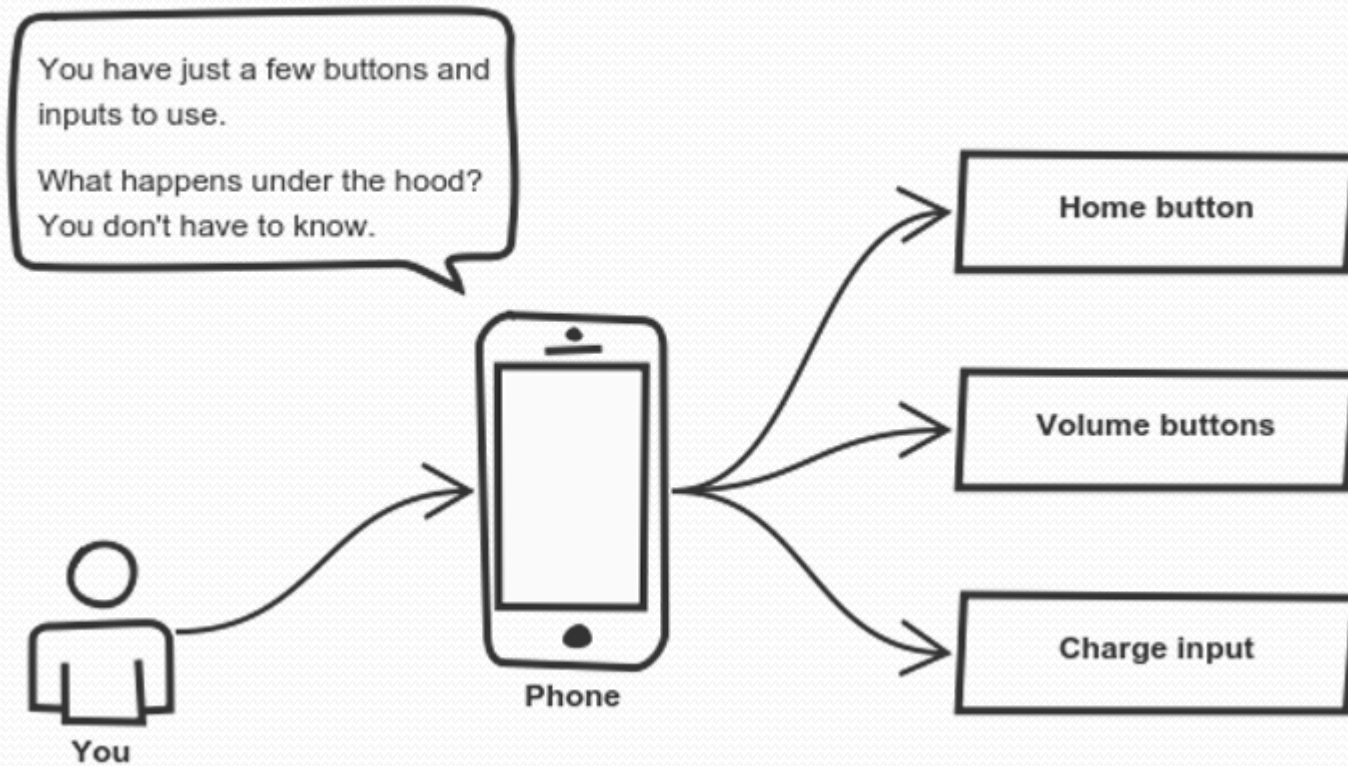 You have just a few buttons and
inputs to use.
What happens under the hood?
You don't have to know.
Home button
Volume buttons
Charge input
Phone
You